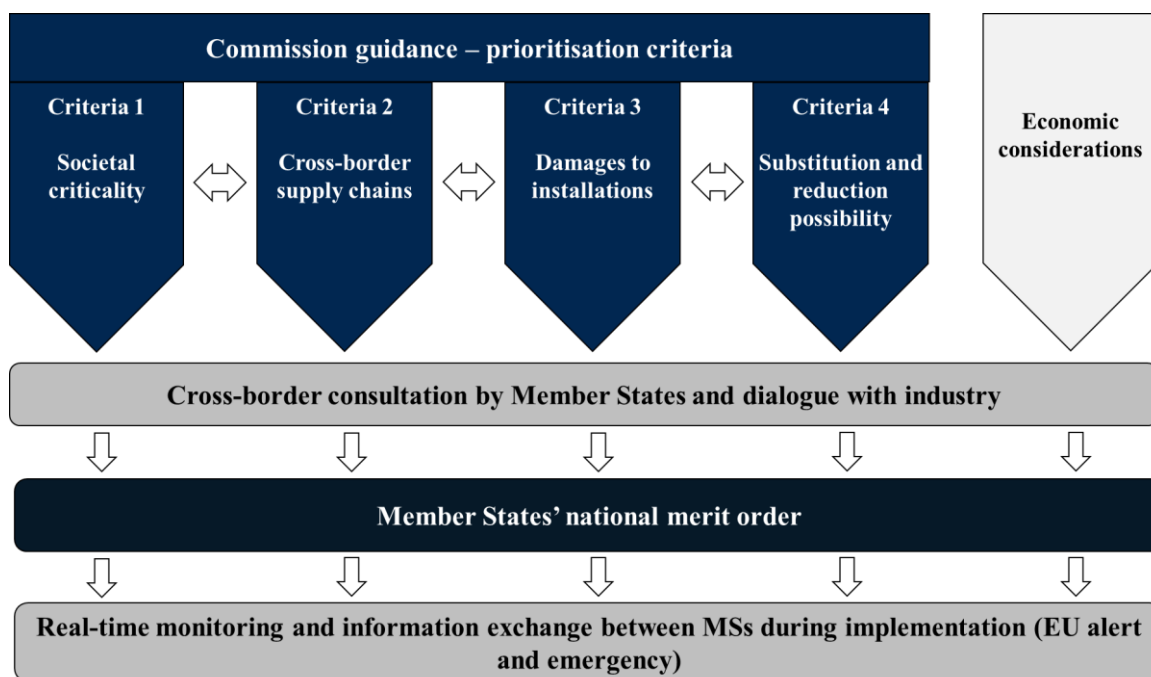 Commission guidance – prioritisation criteria
Criteria 1
Societal
criticality
Criteria 2
Cross-border
supply chains
Criteria 3
Damages to
installations
Criteria 4
Substitution and
reduction
possibility
Economic
considerations
Cross-border consultation by Member States and dialogue with industry
Member States’ national merit order
Real-time monitoring and information exchange between MSs during implementation (EU alert
and emergency)